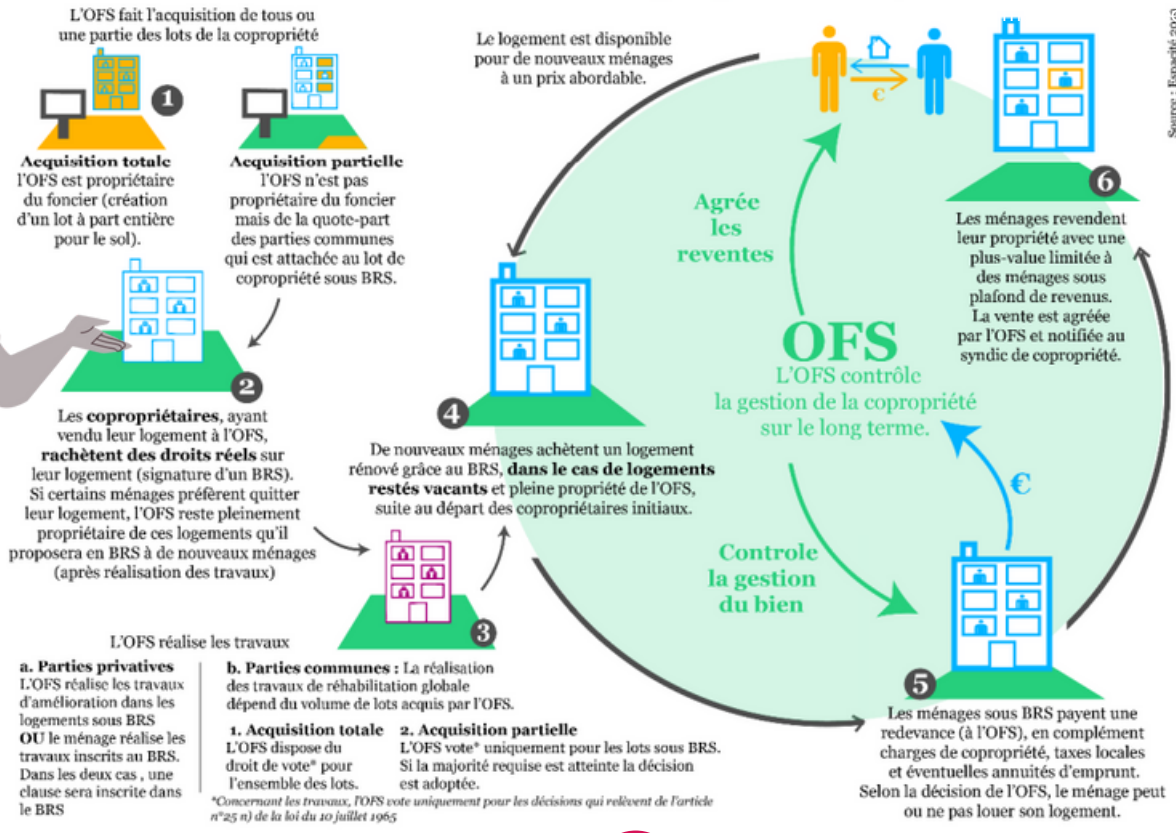 L'OFS fait l'acquisition de tous ou
une partie des lots de la copropriété
1
Acquisition totale
l'OFS est propriétaire
du foncier (création
d'un lot à part entière
pour le sol).
Acquisition partielle
l'OFS n'est pas
propriétaire du foncier
mais de la quote-part
des parties communes
qui est attachée au lot de
copropriété sous BRS.
2
Les copropriétaires, ayant
vendu leur logement à l'OFS,
rachètent des droits réels sur
leur logement (signature d'un BRS).
Si certains ménages préfèrent quitter
leur logement, l'OFS reste pleinement
propriétaire de ces logements qu'il
proposera en BRS à de nouveaux ménages
(après réalisation des travaux)
3
L'OFS réalise les travaux
a. Parties privatives
L'OFS réalise les travaux
d'amélioration dans les
logements sous BRS
OU le ménage réalise les
travaux inscrits au BRS.
Dans les deux cas , une
clause sera inscrite dans
le BRS
b. Parties communes : La réalisation
des travaux de réhabilitation globale
dépend du volume de lots acquis par l'OFS.
1. Acquisition totale
L'OFS dispose du
droit de vote* pour
l'ensemble des lots.
2. Acquisition partielle
L'OFS vote* uniquement pour les lots sous BRS.
Si la majorité requise est atteinte la décision
est adoptée.
*Concernant les travaux, l'OFS vote uniquement pour les décisions qui relèvent de l'article
n°25 n) de la loi du 10 juillet 1965
4
De nouveaux ménages achètent un logement
rénové grâce au BRS, dans le cas de logements
restés vacants et pleine propriété de l'OFS,
suite au départ des copropriétaires initiaux.
Le logement est disponible
pour de nouveaux ménages
à un prix abordable.
€
Agrée
les
reventes
OFS
L'OFS contrôle
la gestion de la copropriété
sur le long terme.
€
Controle
la gestion
du bien
5
Les ménages sous BRS payent une
redevance (à l'OFS), en complément
charges de copropriété, taxes locales
et éventuelles annuités d'emprunt.
Selon la décision de l'OFS, le ménage peut
ou ne pas louer son logement.
6
Les ménages revendent
leur propriété avec une
plus-value limitée à
des ménages sous
plafond de revenus.
La vente est agréée
par l'OFS et notifiée au
syndic de copropriété.
Source : Espacité